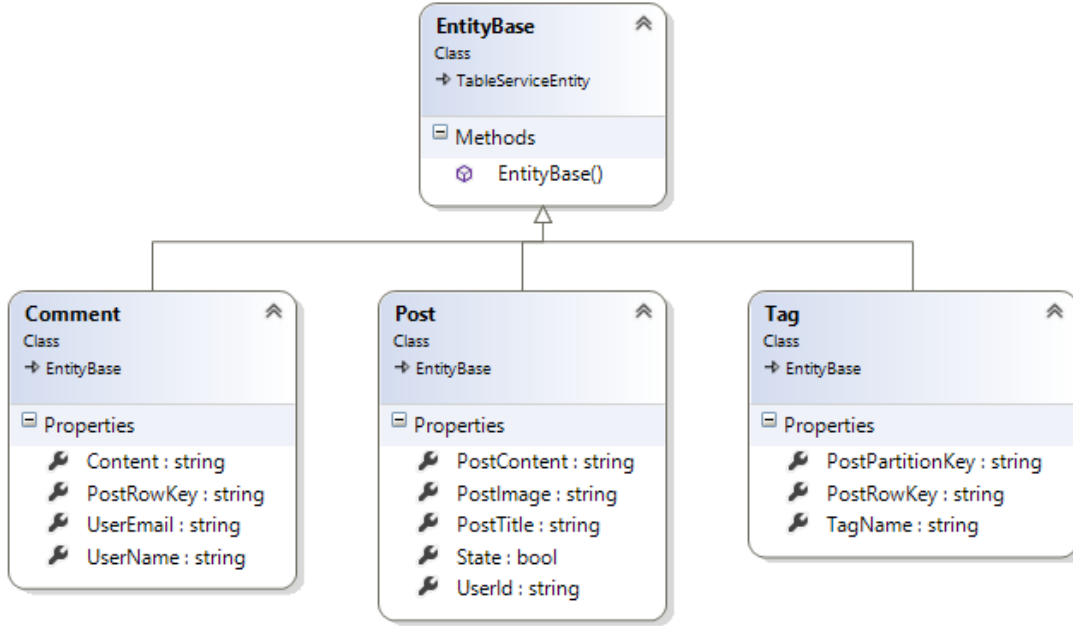 EntityBase
Class
TableServiceEntity
Methods
EntityBase()
Comment
Class
EntityBase
Properties
Content : string
PostRowKey : string
UserEmail : string
UserName : string
Post
Class
EntityBase
Properties
PostContent : string
PostImage : string
PostTitle : string
State : bool
UserId : string
Tag
Class
EntityBase
Properties
PostPartitionKey : string
PostRowKey : string
TagName : string